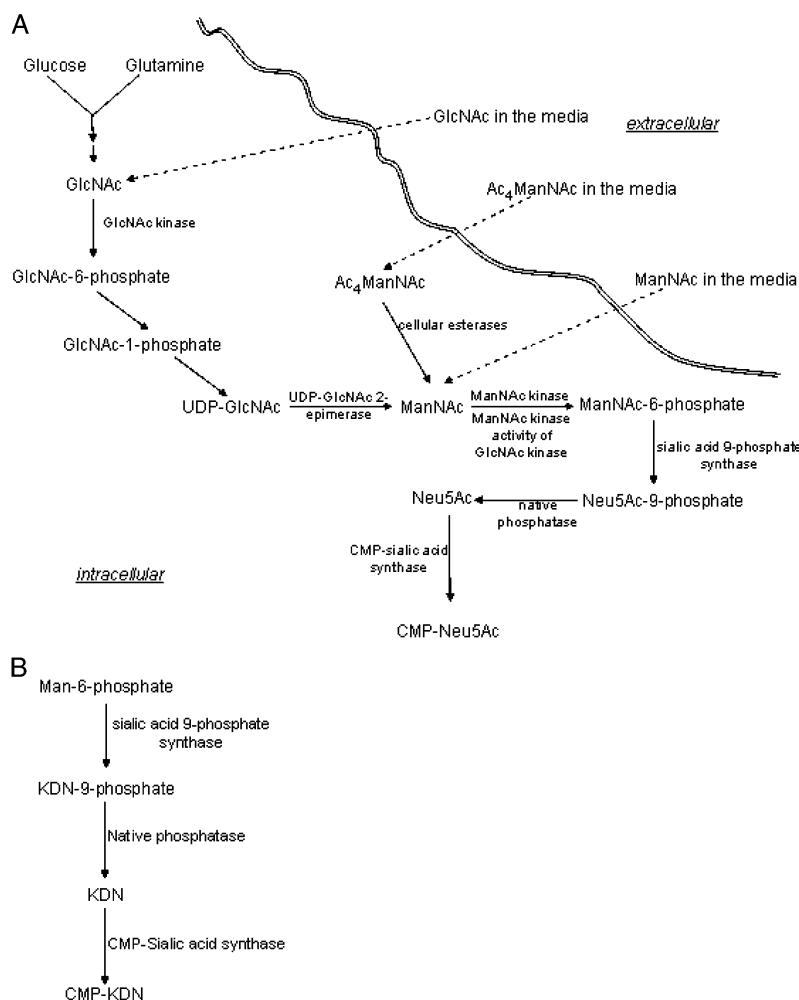 A
Glucose
Glutamine
GlcNAc in the media
extracellular
GlcNAc
Ac4ManNAc in the media
GlcNAc kinase
GlcNAc-6-phosphate
Ac4ManNAc
ManNAc in the media
cellular esterases
GlcNAc-1-phosphate
UDP-GlcNAc
UDP-GlcNAc 2-
epimerase
ManNAc
ManNAc kinase
ManNAc kinase
activity of
GlcNAc kinase
ManNAc-6-phosphate
sialic acid 9-phosphate
synthase
Neu5Ac
native
phosphatase
Neu5Ac-9-phosphate
CMP-sialic acid
synthase
intracellular
CMP-Neu5Ac
B
Man-6-phosphate
sialic acid 9-phosphate
synthase
KDN-9-phosphate
Native phosphatase
KDN
CMP-Sialic acid synthase
CMP-KDN